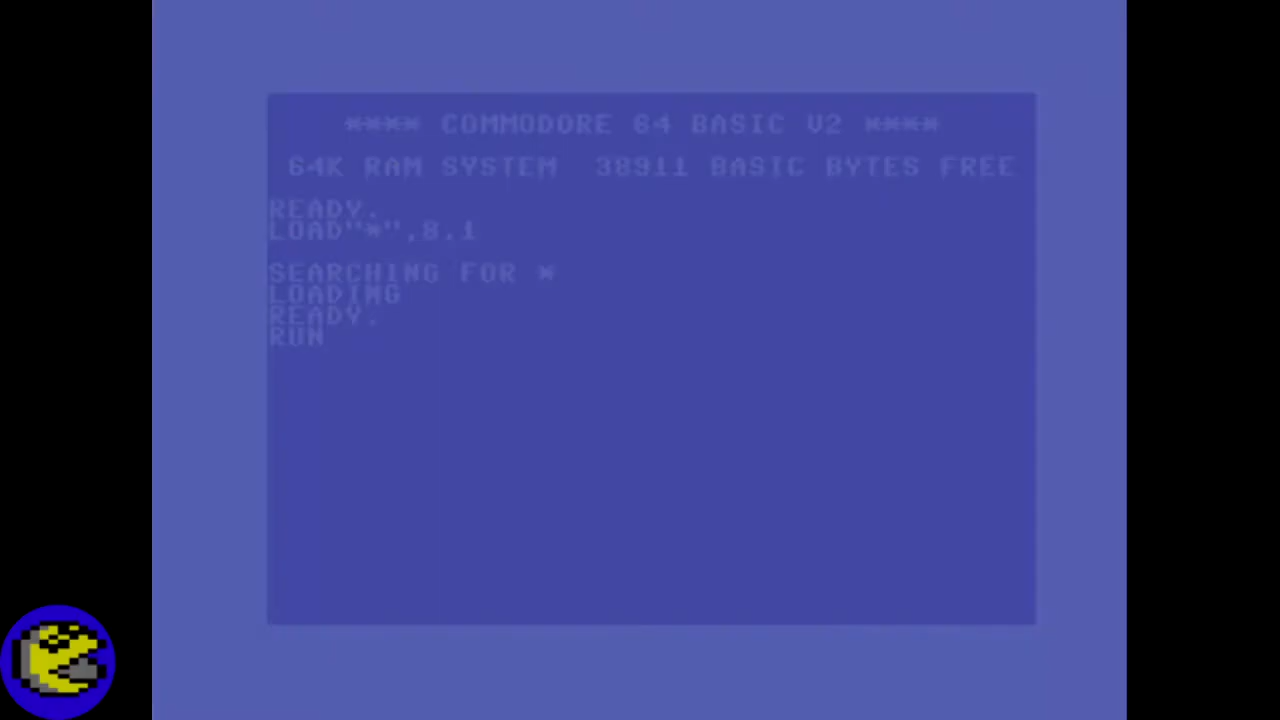 **** COMMODORE 64 BASIC V2 ****
64K RAM SYSTEM  38911 BASIC BYTES FREE
READY.
LOAD"*",8,1
SEARCHING FOR *
LOADING
READY.
RUN